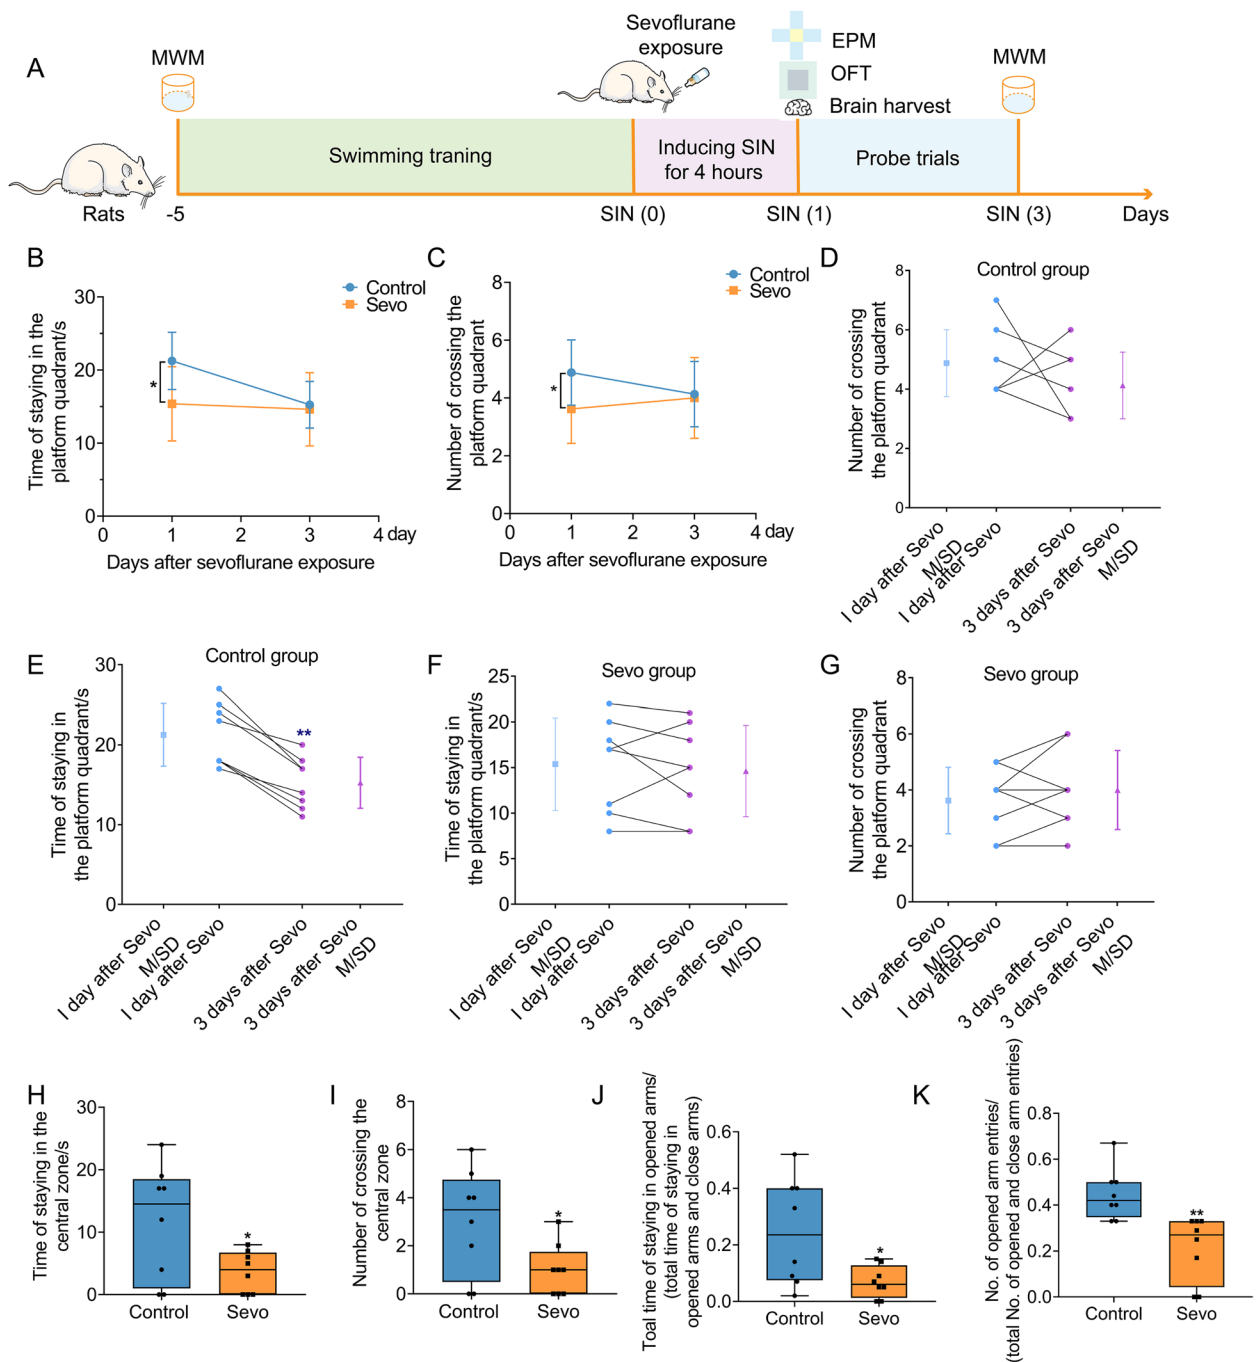 A
MWM
Sevoflurane
exposure
EPM
OFT
Brain harvest
MWM
Swimming traning
Inducing SIN
for 4 hours
Probe trials
Rats
-5
SIN (0)
SIN (1)
SIN (3)
Days
B
Control
Sevo
Time of staying in the
platform quadrant/s
30
20
10
0
*
0
1
2
3
4
day
Days after sevoflurane exposure
C
Control
Sevo
Number of crossing the
platform quadrant
8
6
4
2
0
*
0
1
2
3
4
day
Days after sevoflurane exposure
D
Control group
Number of crossing
the platform quadrant
8
6
4
2
0
I day after Sevo
M/SD
I day after Sevo
3 days after Sevo
3 days after Sevo
M/SD
E
Control group
Time of staying in
the platform quadrant/s
30
20
10
0
**
I day after Sevo
M/SD
I day after Sevo
3 days after Sevo
3 days after Sevo
M/SD
F
Sevo group
Time of staying in
the platform quadrant/s
25
20
15
10
5
0
I day after Sevo
M/SD
I day after Sevo
3 days after Sevo
3 days after Sevo
M/SD
G
Sevo group
Number of crossing
the platform quadrant
8
6
4
2
0
I day after Sevo
M/SD
I day after Sevo
3 days after Sevo
3 days after Sevo
M/SD
H
Time of staying in the
central zone/s
30
20
10
0
*
Control
Sevo
I
Number of crossing the
central zone
8
6
4
2
0
*
Control
Sevo
J
Toal time of staying in opened arms/
(total time of staying in
opened arms and close arms)
0.6
0.4
0.2
0.0
*
Control
Sevo
K
No. of opened arm entries/
(total No. of opened and close arm entries)
0.8
0.6
0.4
0.2
0.0
**
Control
Sevo